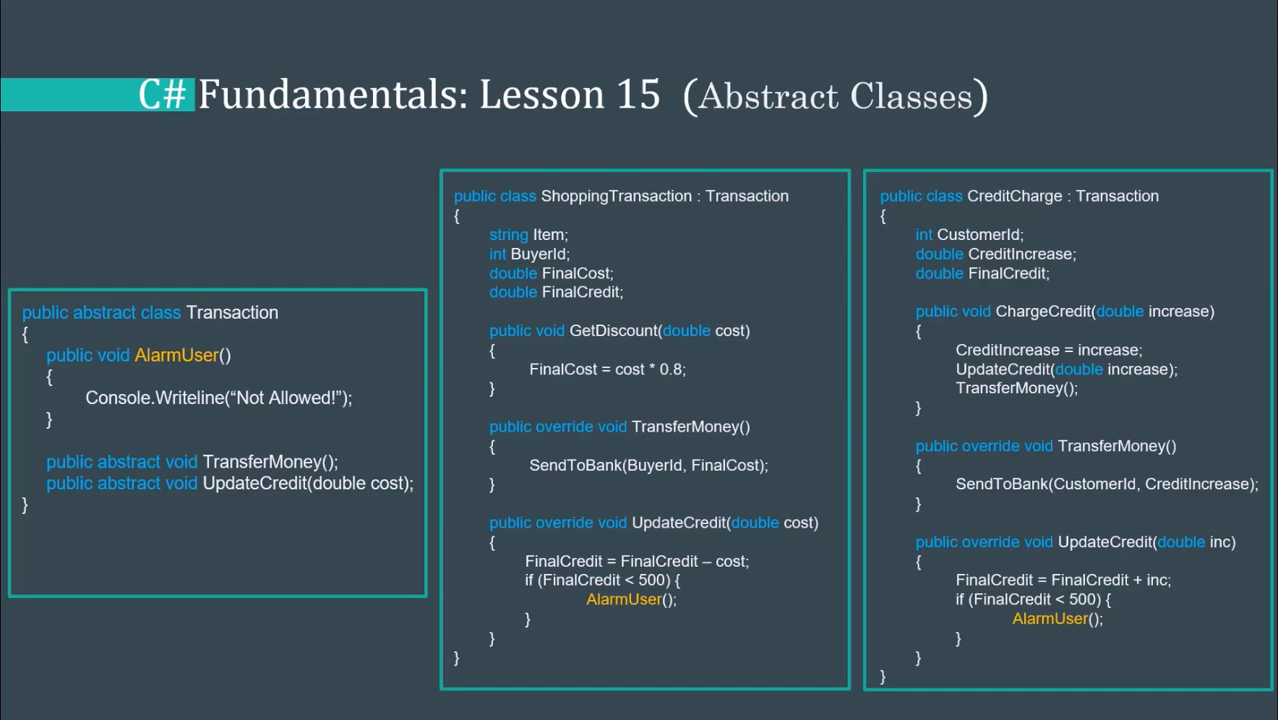 C# Fundamentals: Lesson 15 (Abstract Classes)
public abstract class Transaction
{
public void AlarmUser()
{
Console.Writeline(“Not Allowed!”);
}
public abstract void TransferMoney();
public abstract void UpdateCredit(double cost);
}
public class ShoppingTransaction : Transaction
{
string Item;
int BuyerId;
double FinalCost;
double FinalCredit;
public void GetDiscount(double cost)
{
FinalCost = cost * 0.8;
}
public override void TransferMoney()
{
SendToBank(BuyerId, FinalCost);
}
public override void UpdateCredit(double cost)
{
FinalCredit = FinalCredit – cost;
if (FinalCredit < 500) {
AlarmUser();
}
}
}
public class CreditCharge : Transaction
{
int CustomerId;
double CreditIncrease;
double FinalCredit;
public void ChargeCredit(double increase)
{
CreditIncrease = increase;
UpdateCredit(double increase);
TransferMoney();
}
public override void TransferMoney()
{
SendToBank(CustomerId, CreditIncrease);
}
public override void UpdateCredit(double inc)
{
FinalCredit = FinalCredit + inc;
if (FinalCredit < 500) {
AlarmUser();
}
}
}